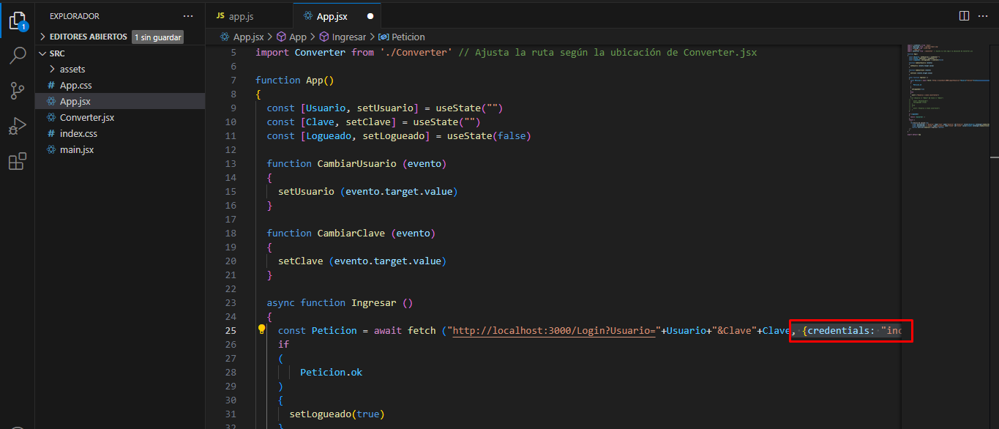 EXPLORADOR
EDITORES ABIERTOS 1 sin guardar
SRC
assets
# App.css
App.jsx
Converter.jsx
# index.css
main.jsx
1
JS app.js
App.jsx
App.jsx > App > Ingresar > Peticion
5 import Converter from './Converter' // Ajusta la ruta según la ubicación de Converter.jsx
6
7 function App()
8 {
9 const [Usuario, setUsuario] = useState("")
10 const [Clave, setClave] = useState("")
11 const [Logueado, setLogueado] = useState(false)
12
13 function CambiarUsuario (evento)
14 {
15 setUsuario (evento.target.value)
16 }
17
18 function CambiarClave (evento)
19 {
20 setClave (evento.target.value)
21 }
22
23 async function Ingresar ()
24 {
25 const Peticion = await fetch ("http://localhost:3000/Login?Usuario="+Usuario+"&Clave"+Clave, {credentials: "inc
26 if
27 (
28 Peticion.ok
29 )
30 {
31 setLogueado(true)
32 }